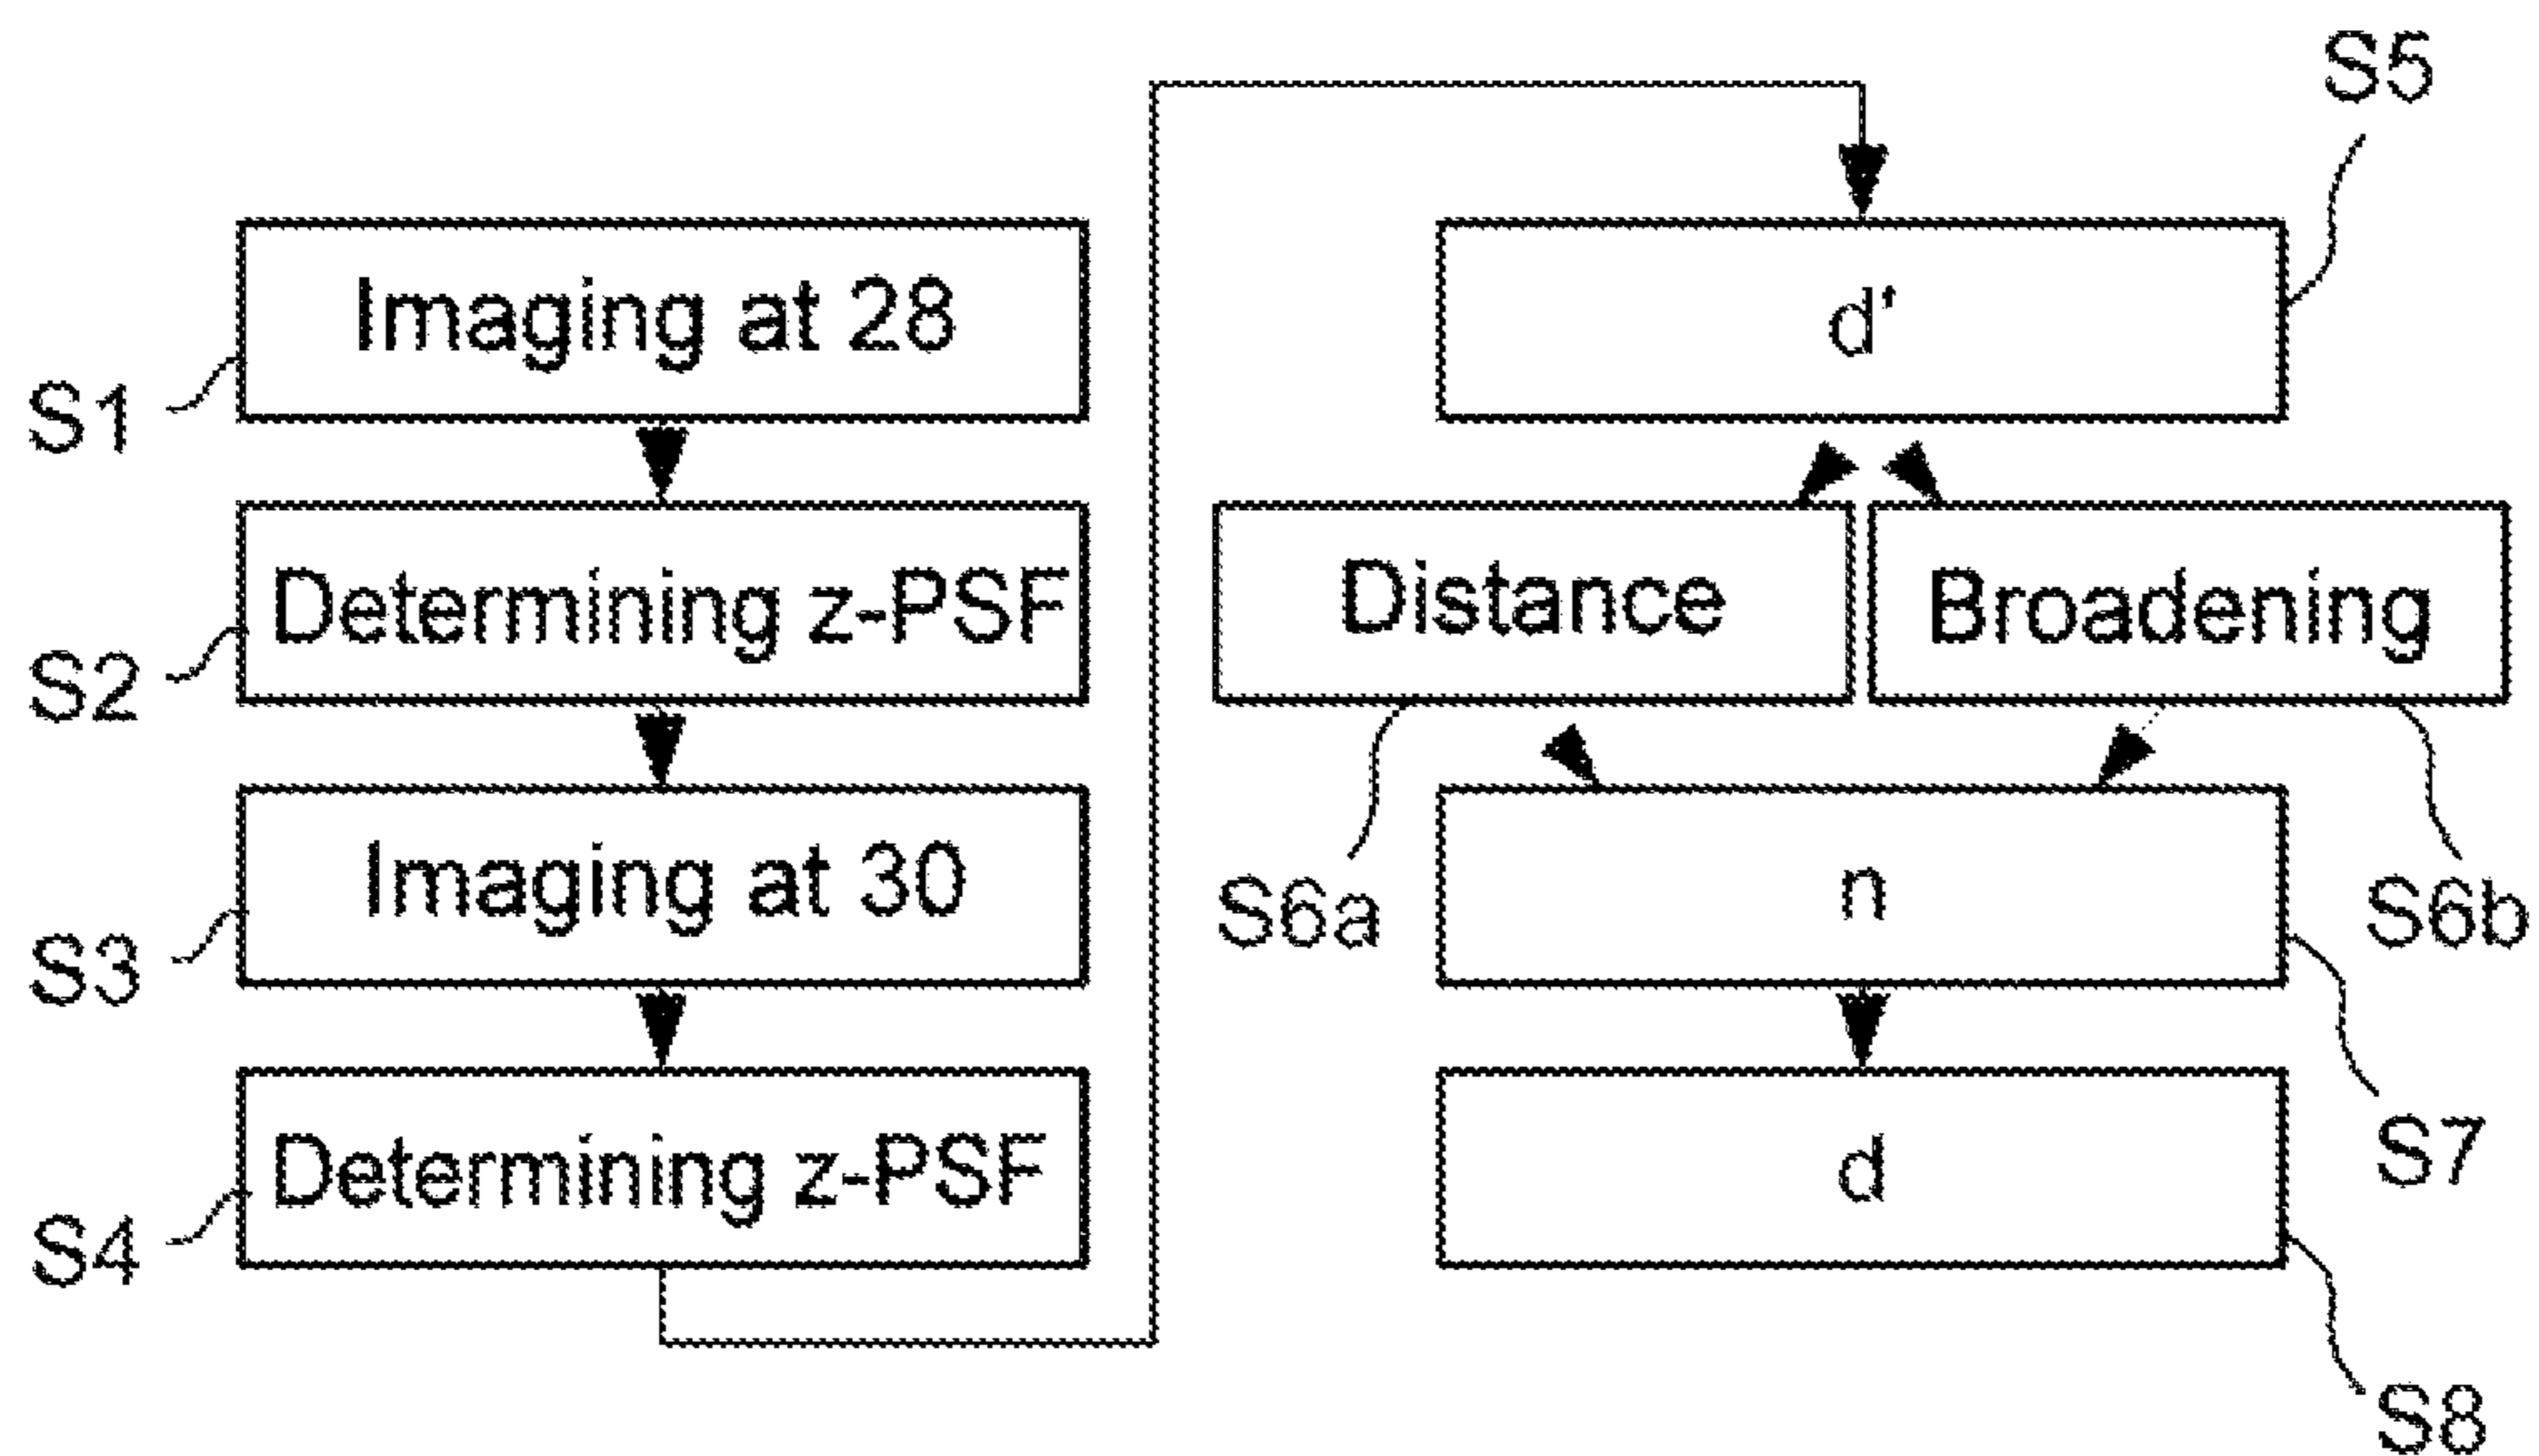 S1
Imaging at 28
S2
Determining z-PSF
S3
Imaging at 30
S4
Determining z-PSF
S5
d'
Distance
Broadening
S6a
S6b
n
S7
d
S8